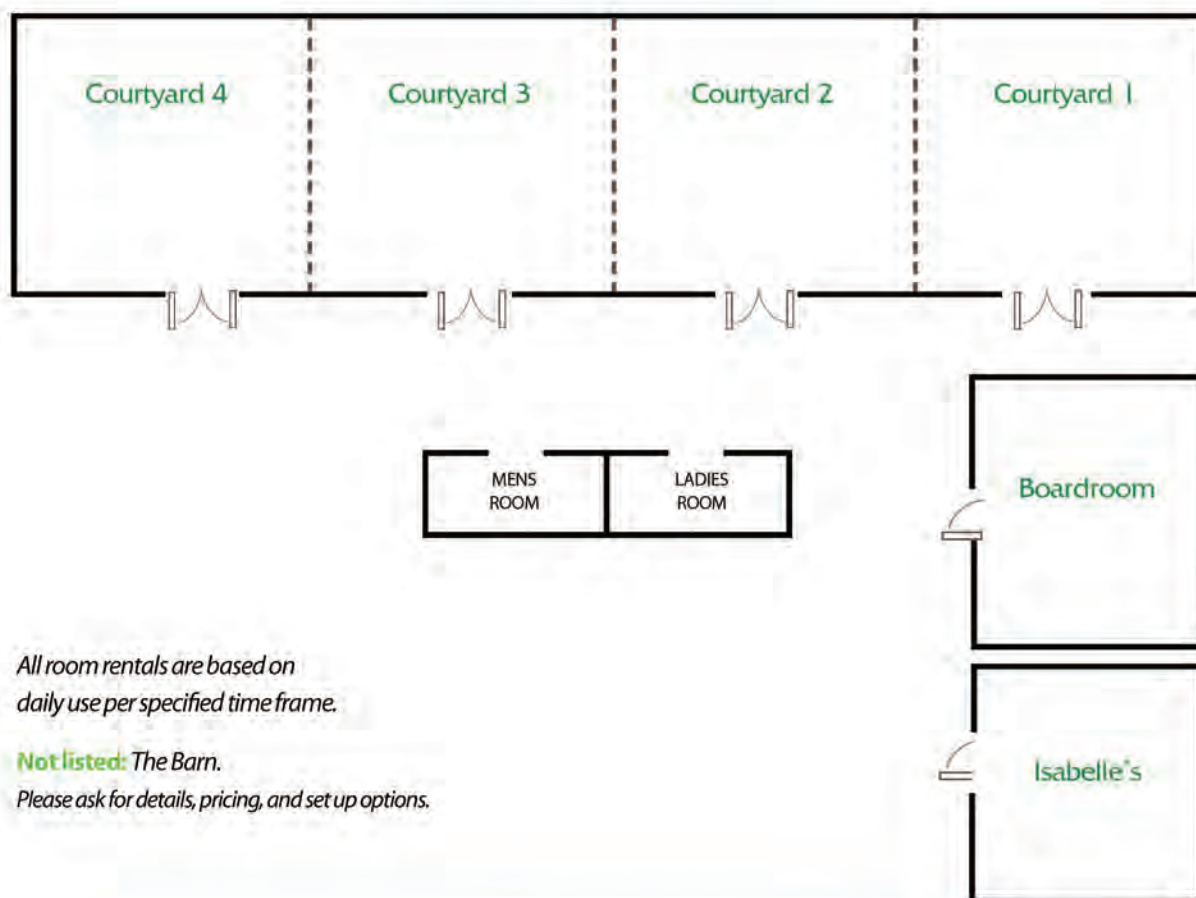 Courtyard 4
Courtyard 3
Courtyard 2
Courtyard 1
MENS
ROOM
LADIES
ROOM
Boardroom
Isabelle's
All room rentals are based on
daily use per specified time frame.
Not listed: The Barn.
Please ask for details, pricing, and set up options.